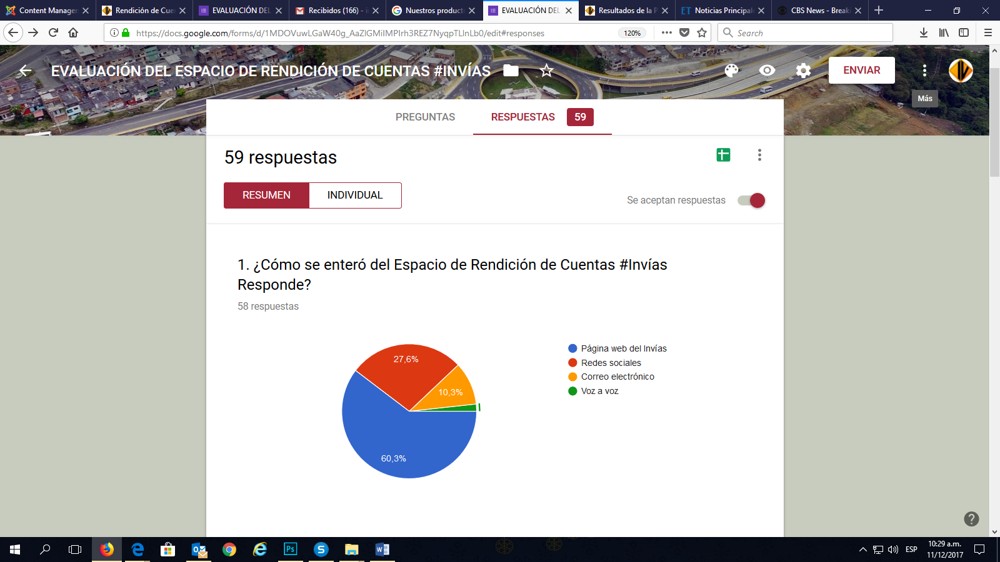 Content Manager
Rendición de Cuer
EVALUACIÓN DEL
Recibidos (166) - i
Nuestros product
EVALUACIÓN DEL
Resultados de la P
ET Noticias Principal
CBS News - Breaki
https://docs.google.com/forms/d/1MDOVuwLGaW40g_AaZlGMiIMPIrh3REZ7NyqpTLlnLb0/edit#responses
120%
Search
EVALUACIÓN DEL ESPACIO DE RENDICIÓN DE CUENTAS #INVÍAS
ENVIAR
Más
PREGUNTAS
RESPUESTAS 59
59 respuestas
RESUMEN
INDIVIDUAL
Se aceptan respuestas
1. ¿Cómo se enteró del Espacio de Rendición de Cuentas #Invías
Responde?
58 respuestas
27,6%
10,3%
60,3%
Página web del Invías
Redes sociales
Correo electrónico
Voz a voz
ESP
10:29 a.m.
11/12/2017